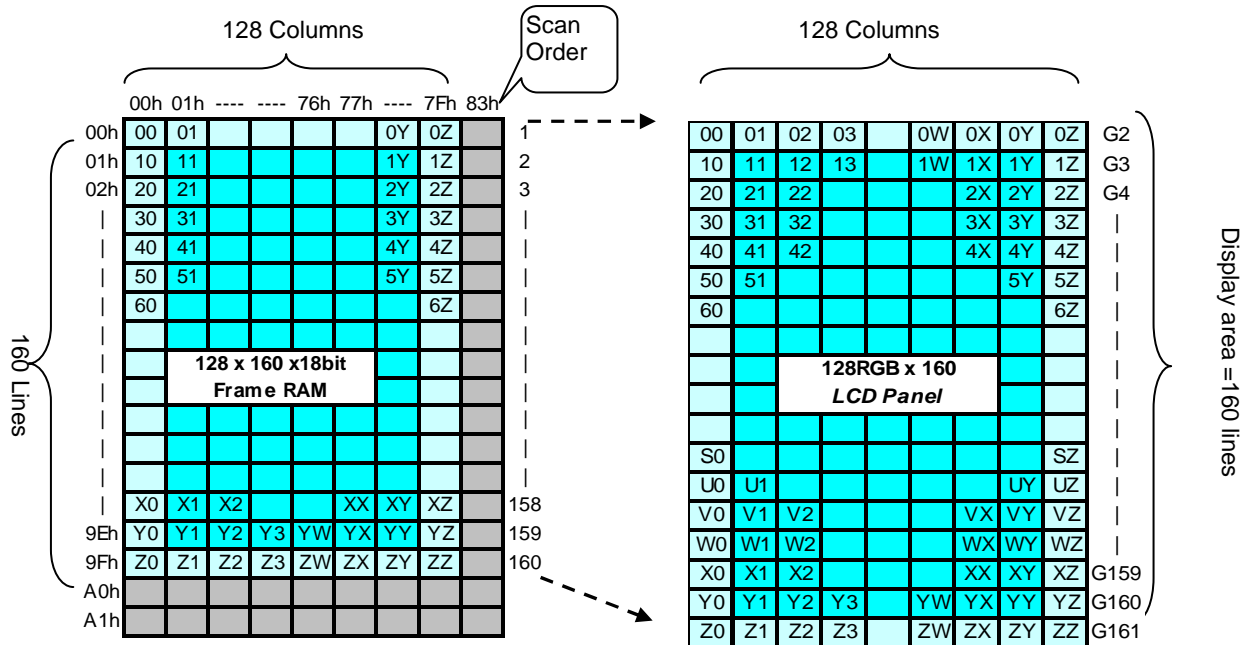 128 Columns
Scan
Order
128 Columns
00h 01h ---- ---- 76h 77h ---- 7Fh 83h
00h 00 01 0Y 0Z 1
01h 10 11 1Y 1Z 2
02h 20 21 2Y 2Z 3
30 31 3Y 3Z
40 41 4Y 4Z
50 51 5Y 5Z
60 6Z
160 Lines
128 x 160 x18bit
Frame RAM
X0 X1 X2 XX XY XZ 158
9Eh Y0 Y1 Y2 Y3 YW YX YY YZ 159
9Fh Z0 Z1 Z2 Z3 ZW ZX ZY ZZ 160
A0h
A1h
00 01 02 03 0W 0X 0Y 0Z G2
10 11 12 13 1W 1X 1Y 1Z G3
20 21 22 2X 2Y 2Z G4
30 31 32 3X 3Y 3Z
40 41 42 4X 4Y 4Z
50 51 5Y 5Z
60 6Z
128RGB x 160
LCD Panel
S0 SZ
U0 U1 UY UZ
V0 V1 V2 VX VY VZ
W0 W1 W2 WX WY WZ
X0 X1 X2 XX XY XZ G159
Y0 Y1 Y2 Y3 YW YX YY YZ G160
Z0 Z1 Z2 Z3 ZW ZX ZY ZZ G161
Display area =160 lines